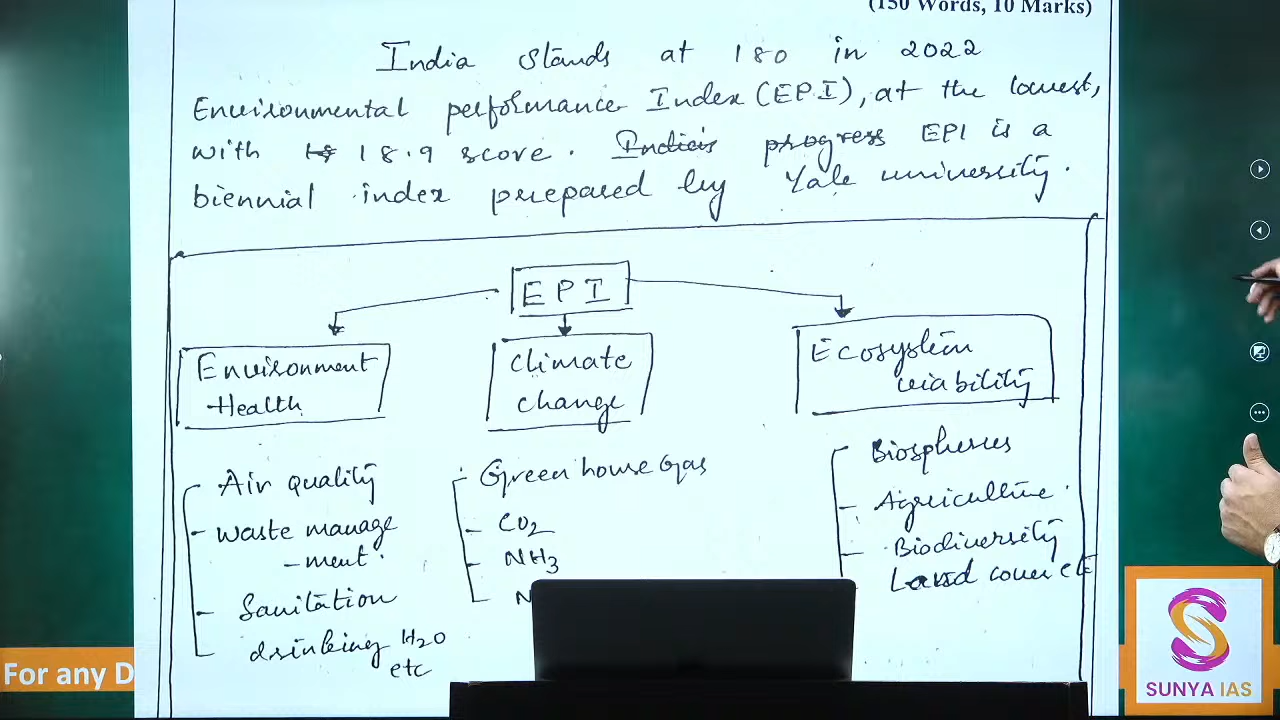 (150 Words, 10 Marks)
India stands at 180 in 2022
Environmental performance Index (EPI), at the lowest,
with 18.9 score. India's progress EPI is a
biennial index prepared by Yale university.
EPI
Environment Health
Climate change
Ecosystem viability
Air quality
- waste manage
- ment.
- Sanitation
drinking H2O
etc
Green house Gas
- CO2
- NH3
N
Biospheres
- Agriculture.
- Biodiversity
Land cover etc
For any D
SUNYA IAS